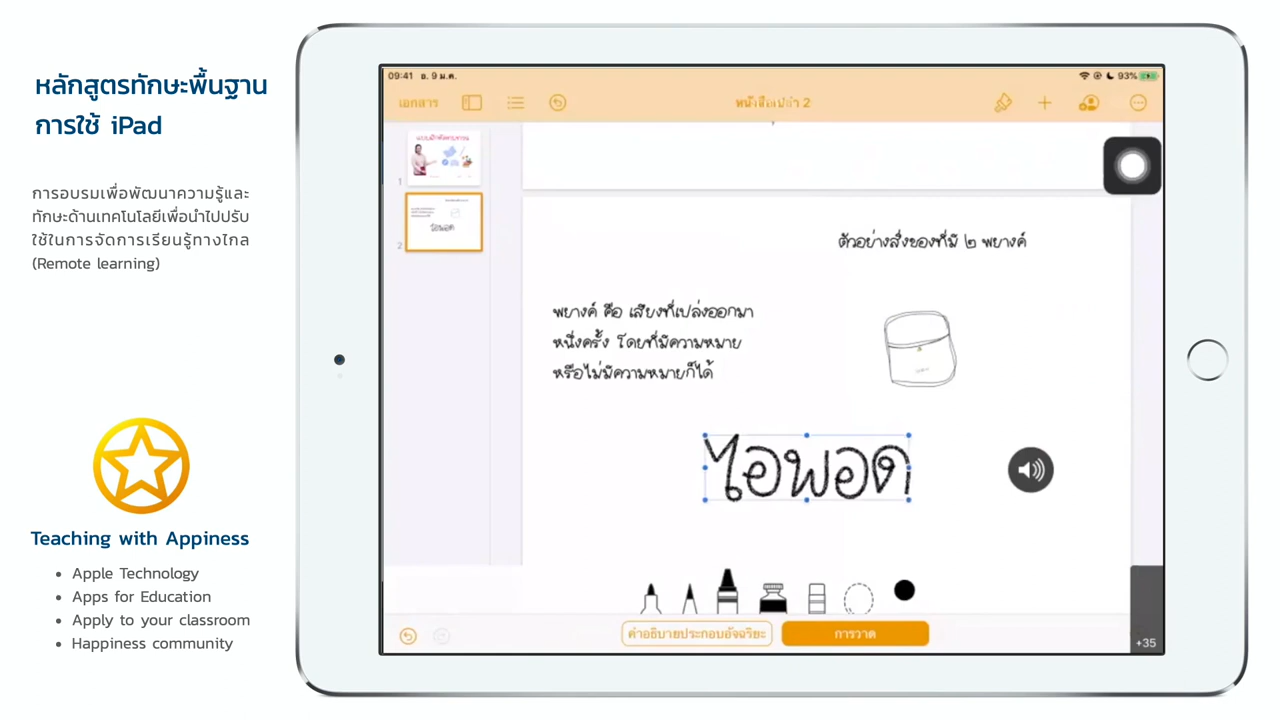 หลักสูตรทักษะพื้นฐาน
การใช้ iPad
การอบรมเพื่อพัฒนาความรู้และ
ทักษะด้านเทคโนโลยีเพื่อนำไปปรับ
ใช้ในการจัดการเรียนรู้ทางไกล
(Remote learning)
Teaching with Appiness
Apple Technology
Apps for Education
Apply to your classroom
Happiness community
09:41 อ. 9 ม.ค.
93%
เอกสาร
หนังสือเปล่า 2
1
2
ไอพอด
ตัวอย่างสิ่งของที่มี ๒ พยางค์
พยางค์ คือ เสียงที่เปล่งออกมา
หนึ่งครั้ง โดยที่มีความหมาย
หรือไม่มีความหมายก็ได้
ไอพอด
คำอธิบายประกอบอัจฉริยะ
การวาด
+35